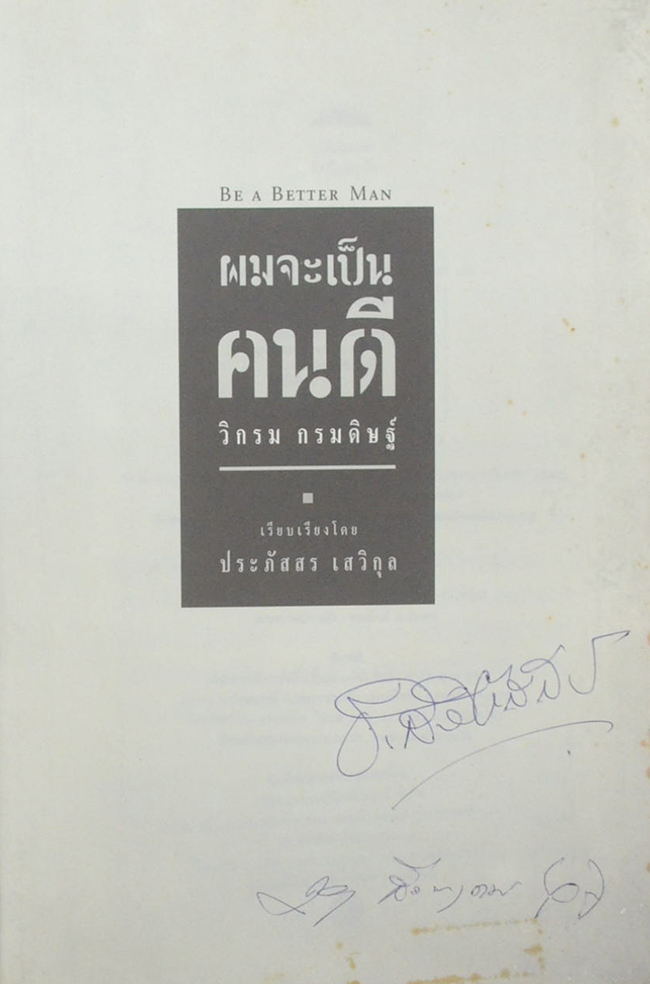 BE A BETTER MAN
ผมจะเป็น
คนดี
วิกรม กรมดิษฐ์
เรียบเรียงโดย
ประภัสสร เสวิกุล